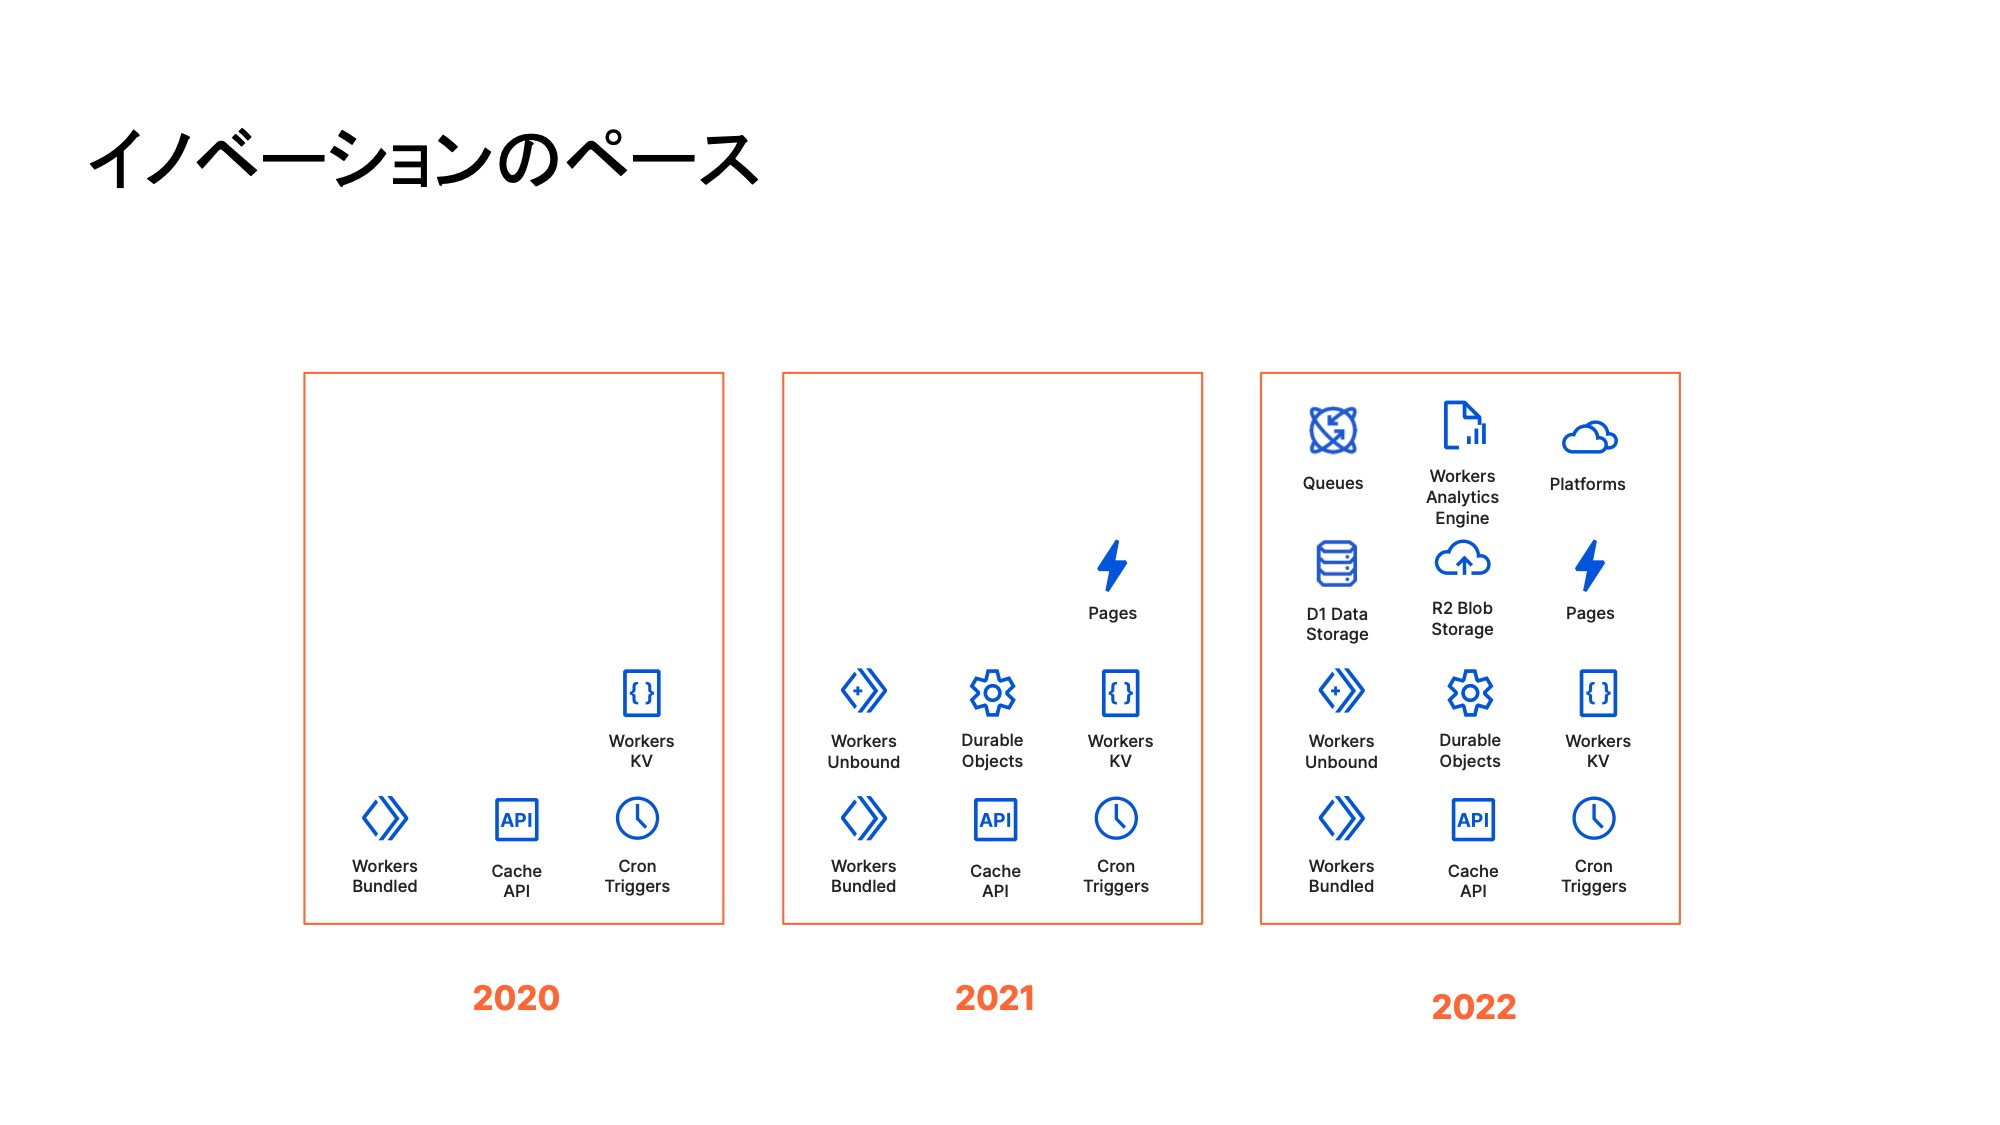 イノベーションのペース
Workers
KV
Workers
Bundled
API
Cache
API
Cron
Triggers
2020
Pages
Workers
Unbound
Durable
Objects
Workers
KV
Workers
Bundled
API
Cache
API
Cron
Triggers
2021
Queues
Workers
Analytics
Engine
Platforms
D1 Data
Storage
R2 Blob
Storage
Pages
Workers
Unbound
Durable
Objects
Workers
KV
Workers
Bundled
API
Cache
API
Cron
Triggers
2022